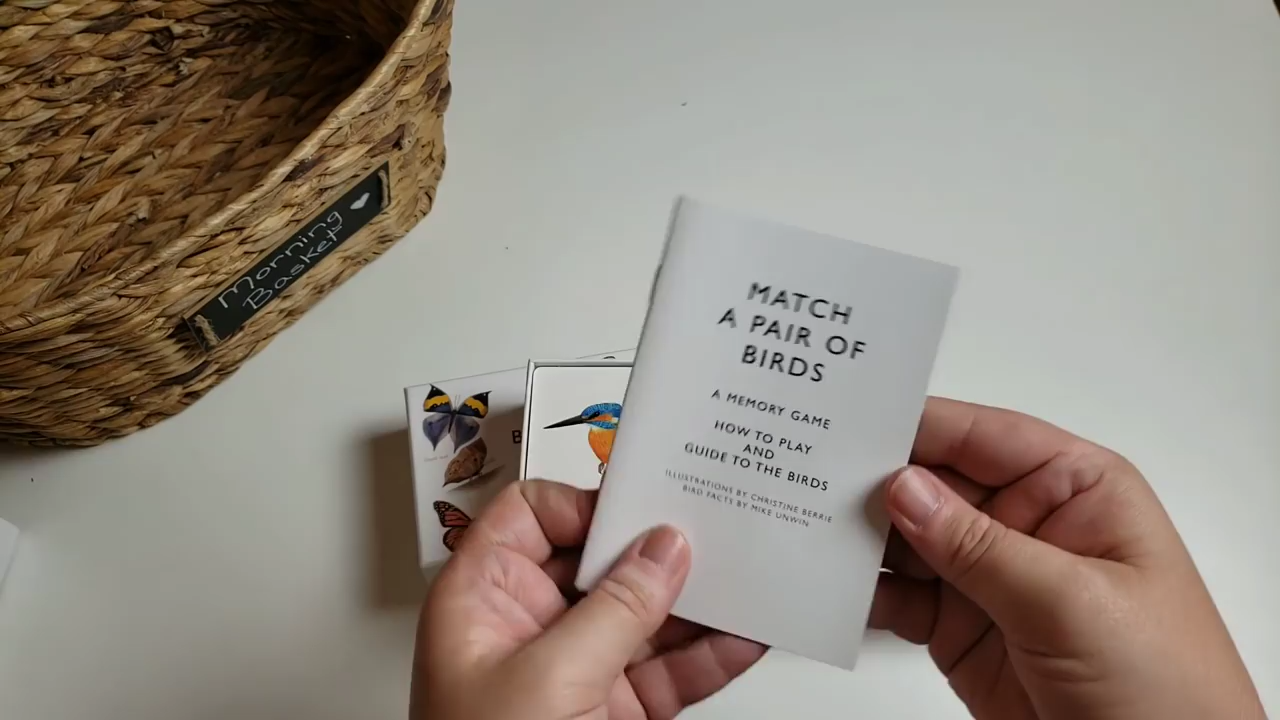 Morning
Basket
MATCH
A PAIR OF
BIRDS
A MEMORY GAME
HOW TO PLAY
AND
GUIDE TO THE BIRDS
ILLUSTRATIONS BY CHRISTINE BERRIE
BIRD FACTS BY MIKE UNWIN
B